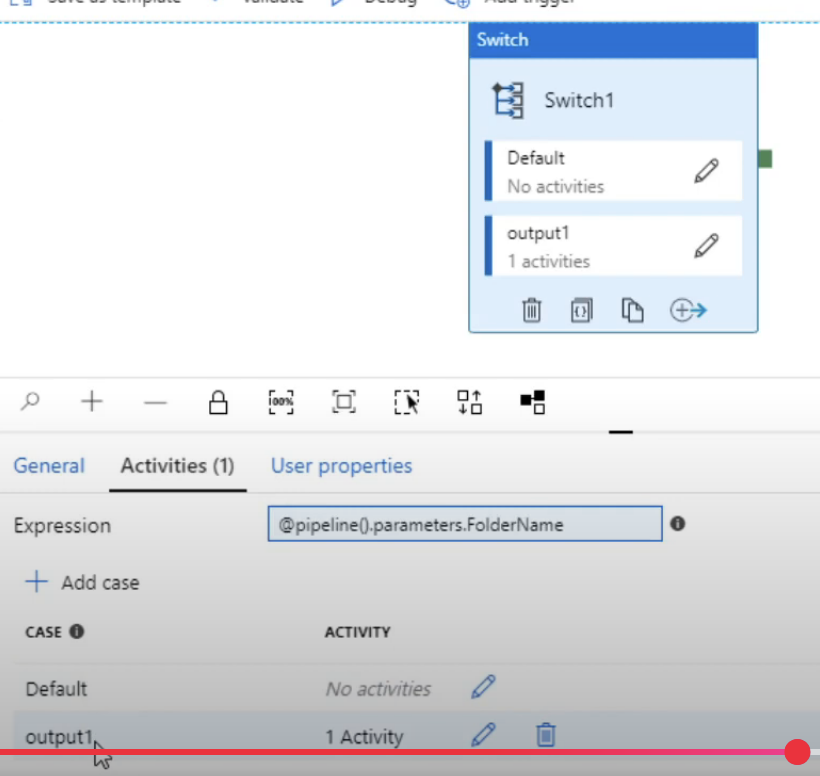 Save as template Validate Debug Add trigger
Switch
Switch1
Default
No activities
output1
1 activities
100%
General Activities (1) User properties
Expression @pipeline().parameters.FolderName
Add case
CASE ACTIVITY
Default No activities
output1 1 Activity